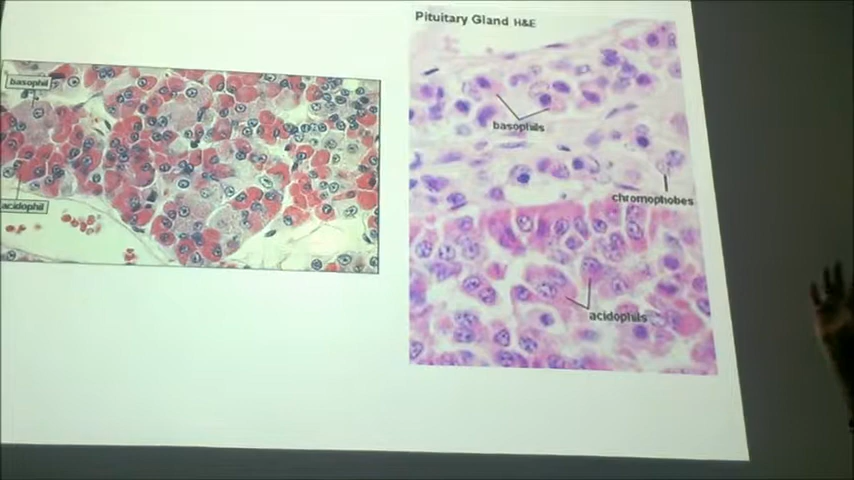 Pituitary Gland H&E
basophil
acidophil
basophils
chromophobes
acidophils